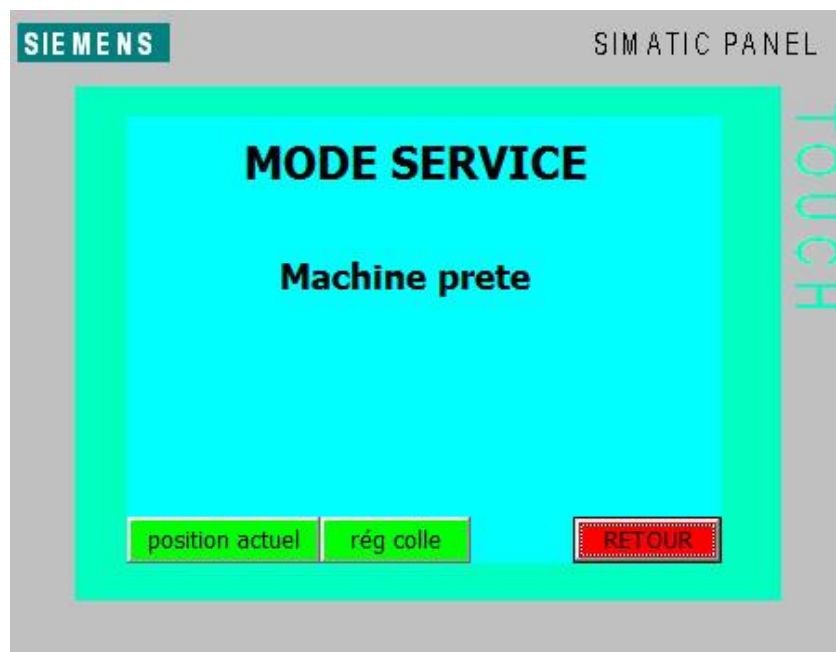 SIEMENS
SIMATIC PANEL
TOUCH
MODE SERVICE
Machine prete
position actuel
rég colle
RETOUR